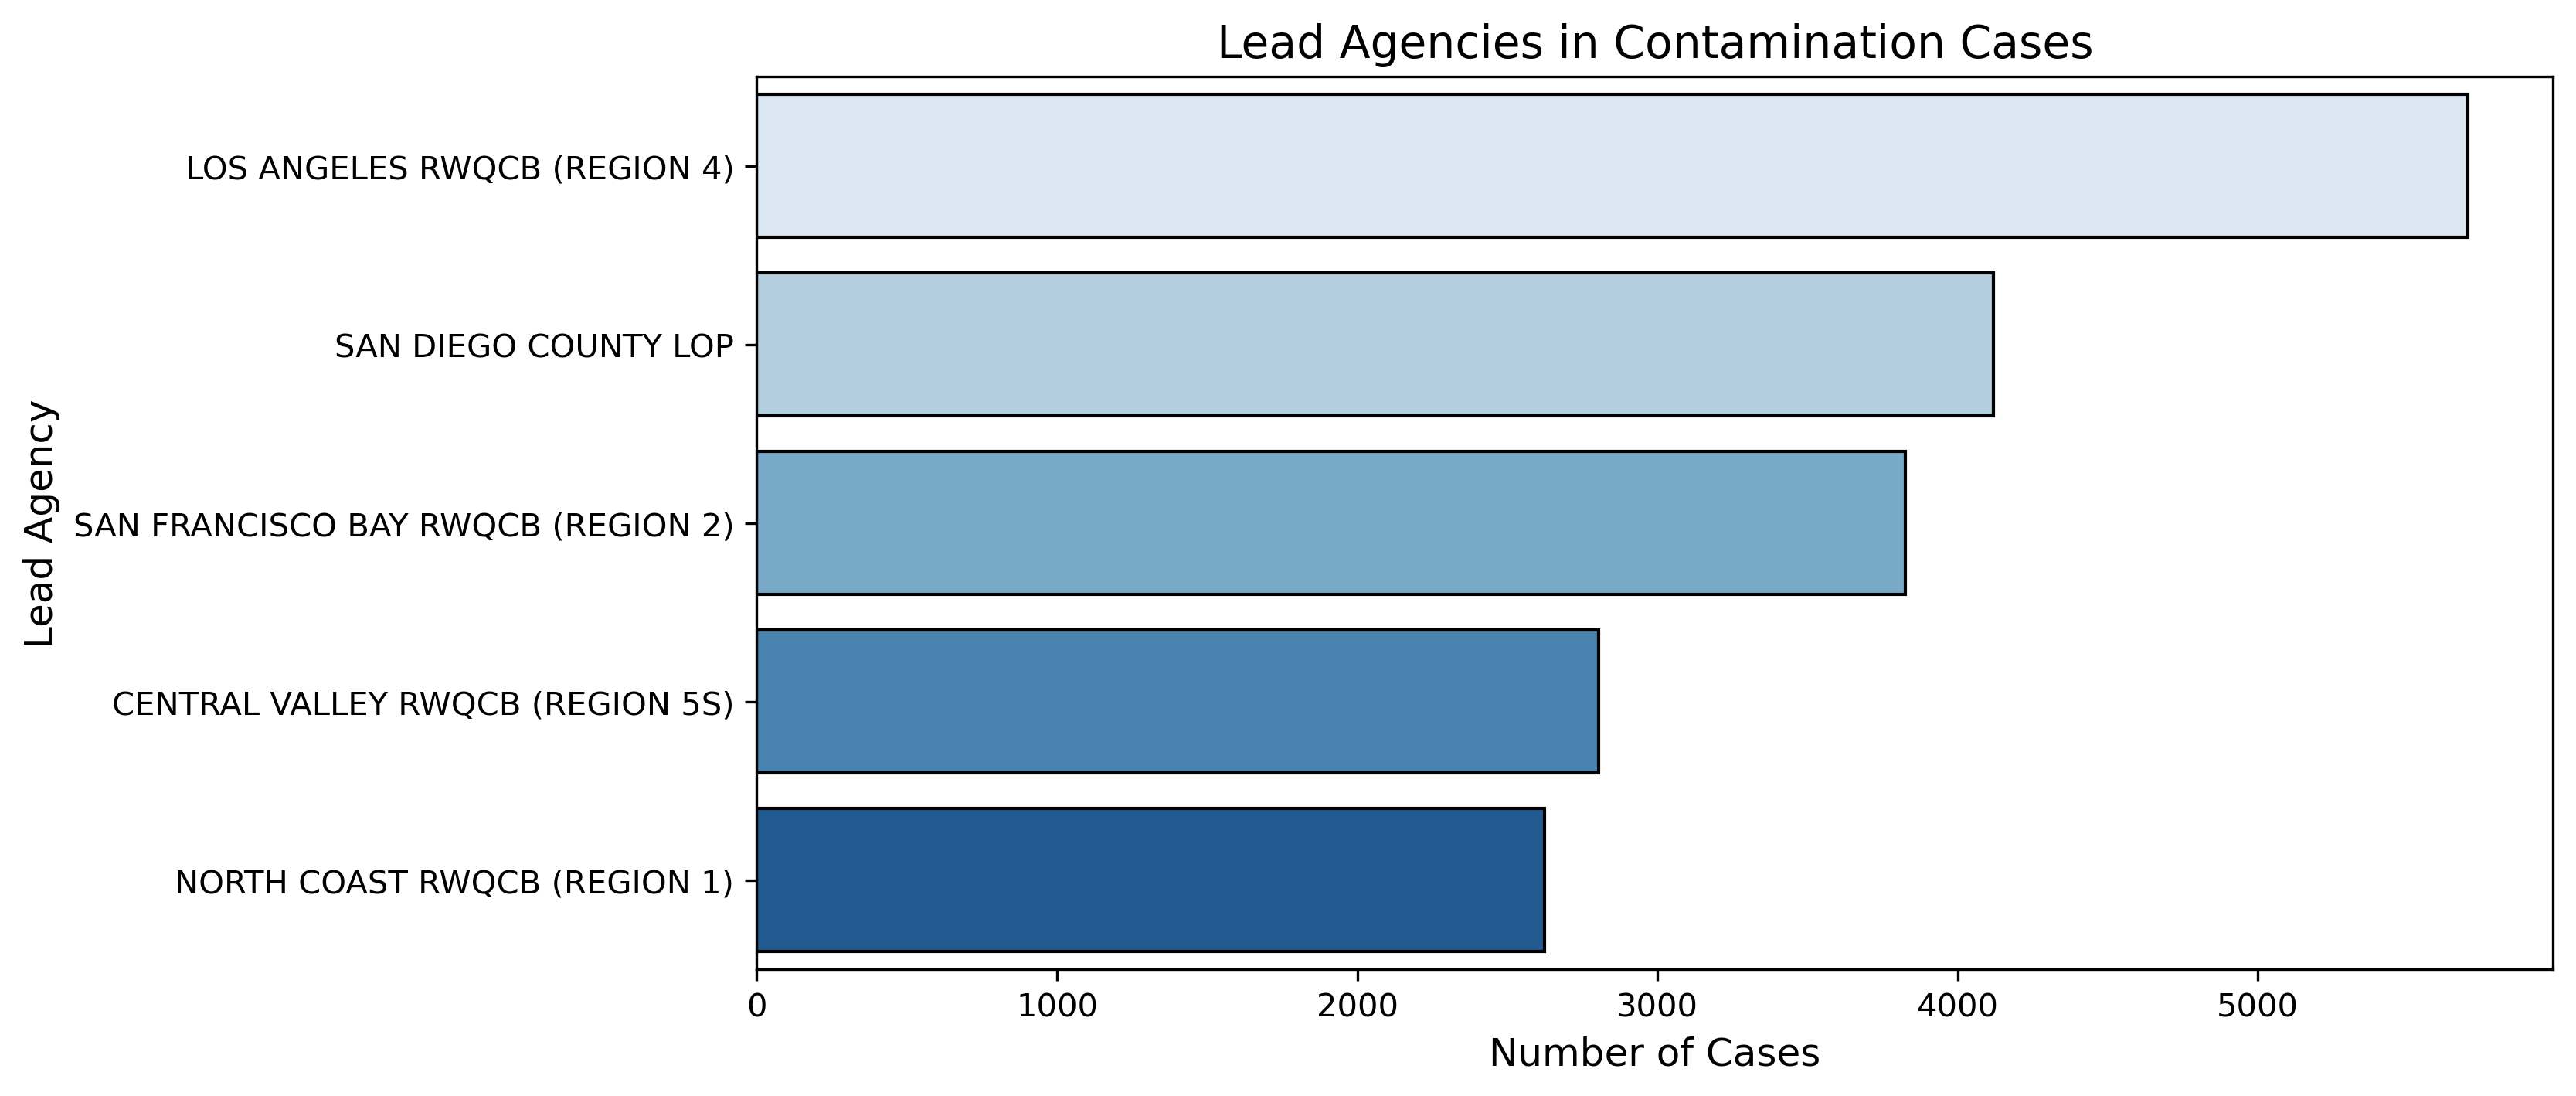 Lead Agencies in Contamination Cases
Lead Agency
LOS ANGELES RWQCB (REGION 4)
SAN DIEGO COUNTY LOP
SAN FRANCISCO BAY RWQCB (REGION 2)
CENTRAL VALLEY RWQCB (REGION 5S)
NORTH COAST RWQCB (REGION 1)
0 1000 2000 3000 4000 5000
Number of Cases